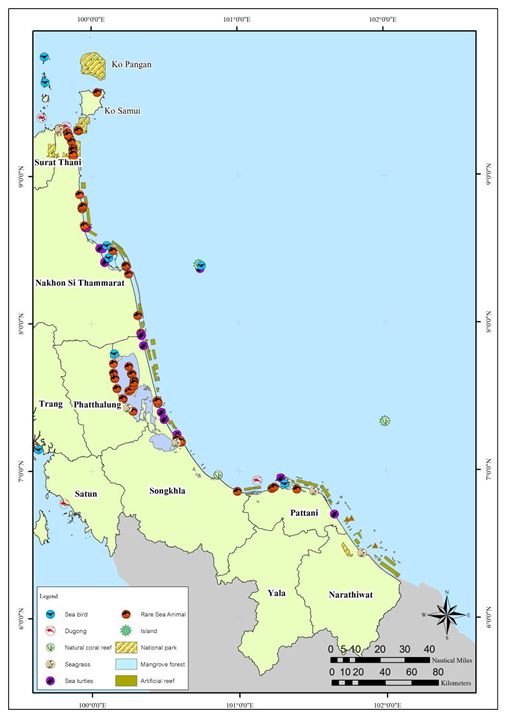 100°0'0"E 101°0'0"E 102°0'0"E
Ko Pangan
Ko Samui
Surat Thani
9°0'0"N 9°0'0"N
Nakhon Si Thammarat
8°0'0"N 8°0'0"N
Trang Phatthalung
7°0'0"N 7°0'0"N
Satun Songkhla
Pattani
Yala Narathiwat
6°0'0"N 6°0'0"N
Legend
Sea bird Rare Sea Animal
Dugong Island
Natural coral reef National park
Seagrass Mangrove forest
Sea turtles Artificial reef
N
W E
S
0 5 10 20 30 40
Nautical Miles
0 10 20 40 60 80
Kilometers
100°0'0"E 101°0'0"E 102°0'0"E